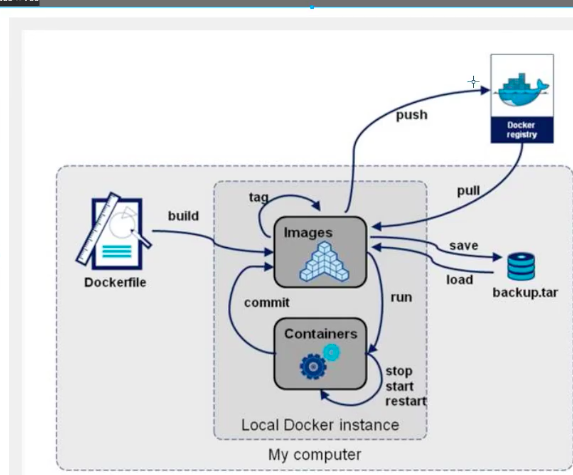 push
Docker
registry
pull
tag
build
Images
save
load
Dockerfile
backup.tar
commit
run
Containers
stop
start
restart
Local Docker instance
My computer